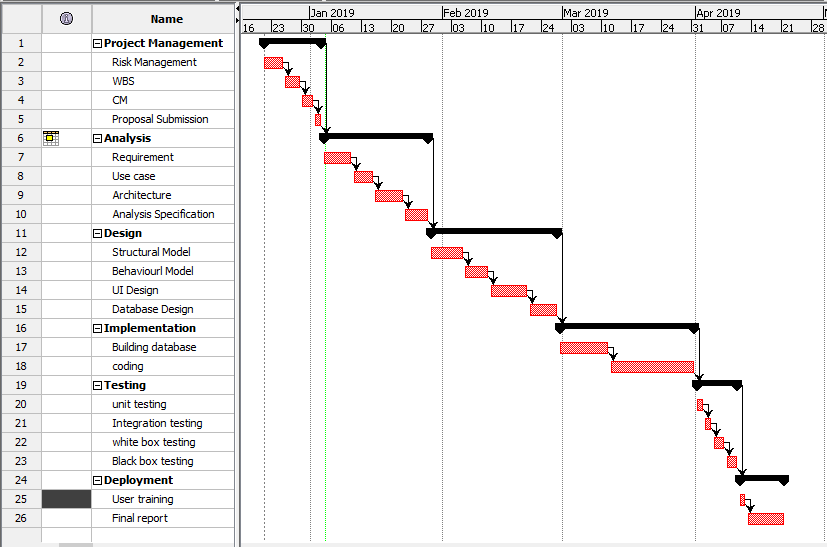 Name
Jan 2019 Feb 2019 Mar 2019 Apr 2019
16 23 30 06 13 20 27 03 10 17 24 03 10 17 24 31 07 14 21 28
1 Project Management
2 Risk Management
3 WBS
4 CM
5 Proposal Submission
6 Analysis
7 Requirement
8 Use case
9 Architecture
10 Analysis Specification
11 Design
12 Structural Model
13 Behaviourl Model
14 UI Design
15 Database Design
16 Implementation
17 Building database
18 coding
19 Testing
20 unit testing
21 Integration testing
22 white box testing
23 Black box testing
24 Deployment
25 User training
26 Final report